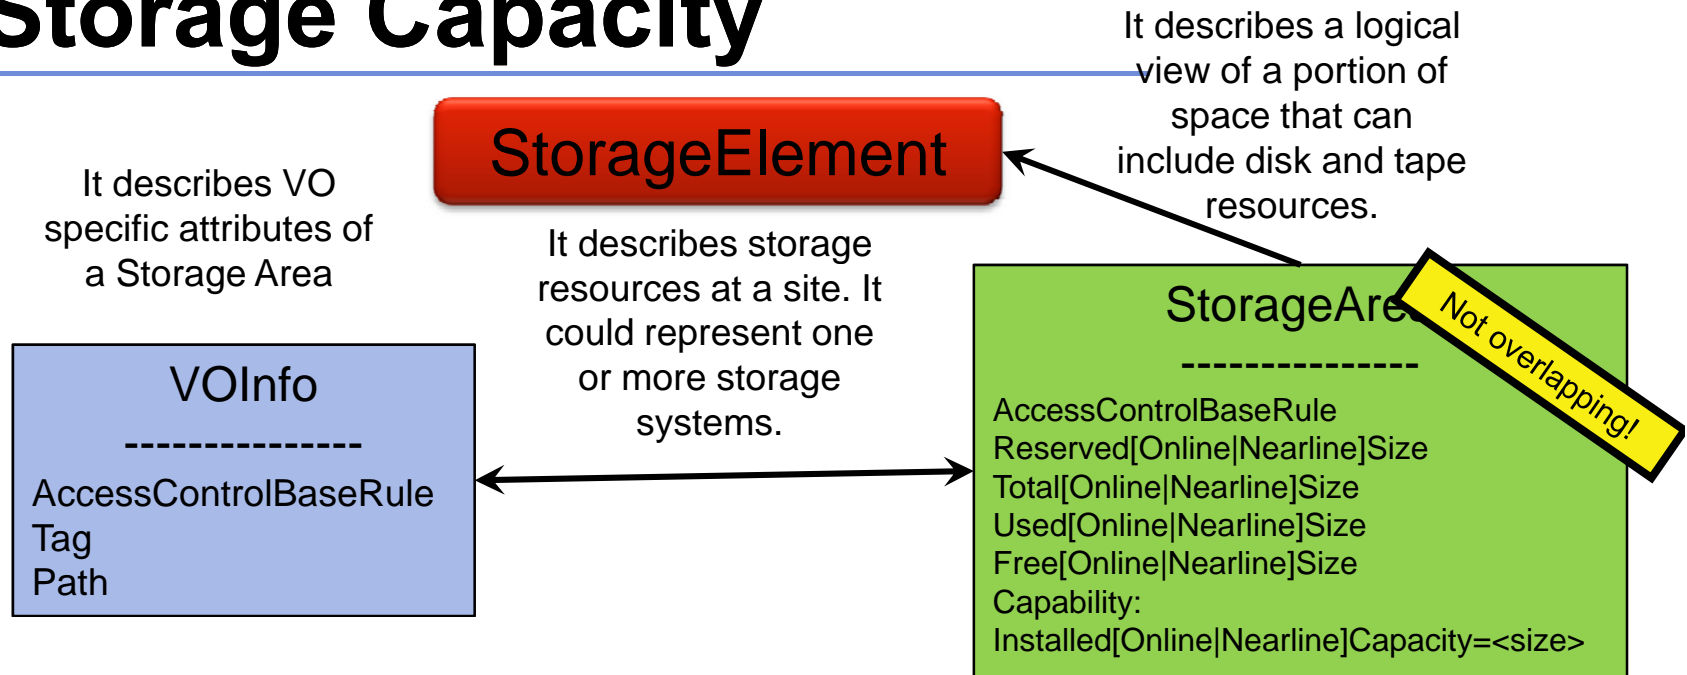 Storage Capacity
It describes a logical
view of a portion of
space that can
include disk and tape
resources.
StorageElement
It describes VO
specific attributes of
a Storage Area
It describes storage
resources at a site. It
could represent one
or more storage
systems.
VOInfo
---------------
AccessControlBaseRule
Tag
Path
StorageArea
Not overlapping!
---------------
AccessControlBaseRule
Reserved[Online|Nearline]Size
Total[Online|Nearline]Size
Used[Online|Nearline]Size
Free[Online|Nearline]Size
Capability:
Installed[Online|Nearline]Capacity=<size>